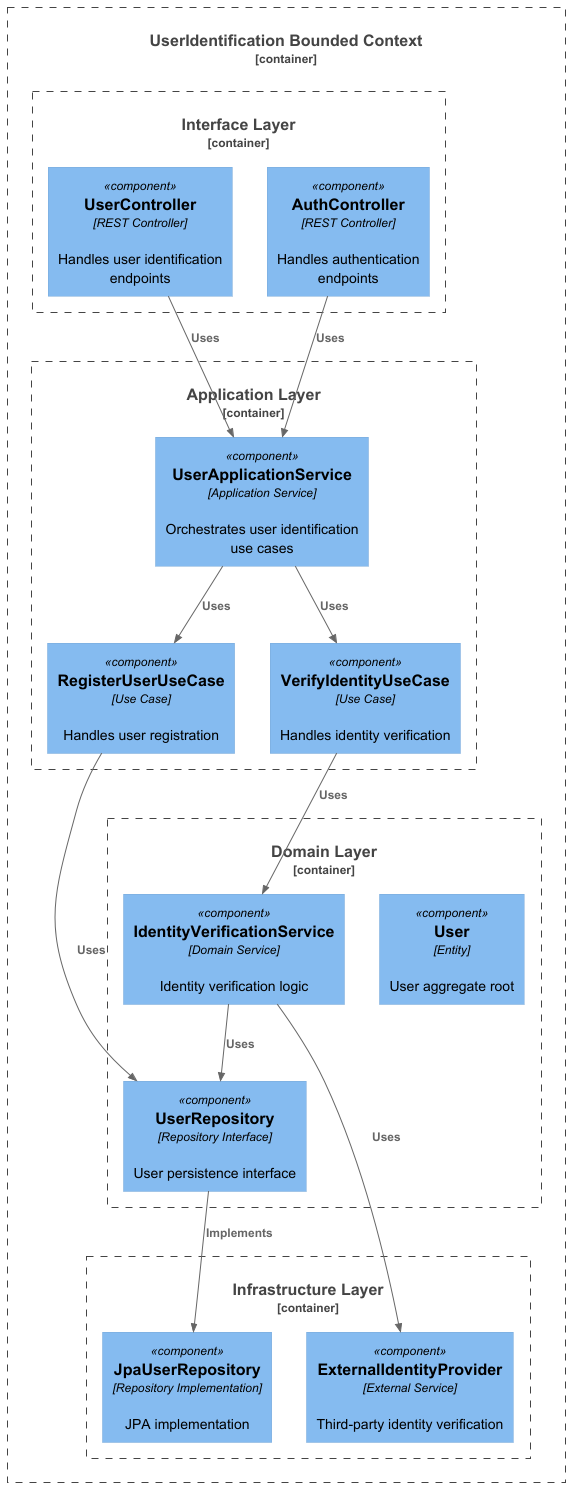 UserIdentification Bounded Context
[container]
Interface Layer
[container]
«component»
UserController
[REST Controller]
Handles user identification
endpoints
«component»
AuthController
[REST Controller]
Handles authentication
endpoints
Uses
Uses
Application Layer
[container]
«component»
UserApplicationService
[Application Service]
Orchestrates user identification
use cases
Uses
Uses
«component»
RegisterUserUseCase
[Use Case]
Handles user registration
«component»
VerifyIdentityUseCase
[Use Case]
Handles identity verification
Uses
Domain Layer
[container]
«component»
IdentityVerificationService
[Domain Service]
Identity verification logic
«component»
User
[Entity]
User aggregate root
Uses
Uses
«component»
UserRepository
[Repository Interface]
User persistence interface
Uses
Implements
Infrastructure Layer
[container]
«component»
JpaUserRepository
[Repository Implementation]
JPA implementation
«component»
ExternalIdentityProvider
[External Service]
Third-party identity verification